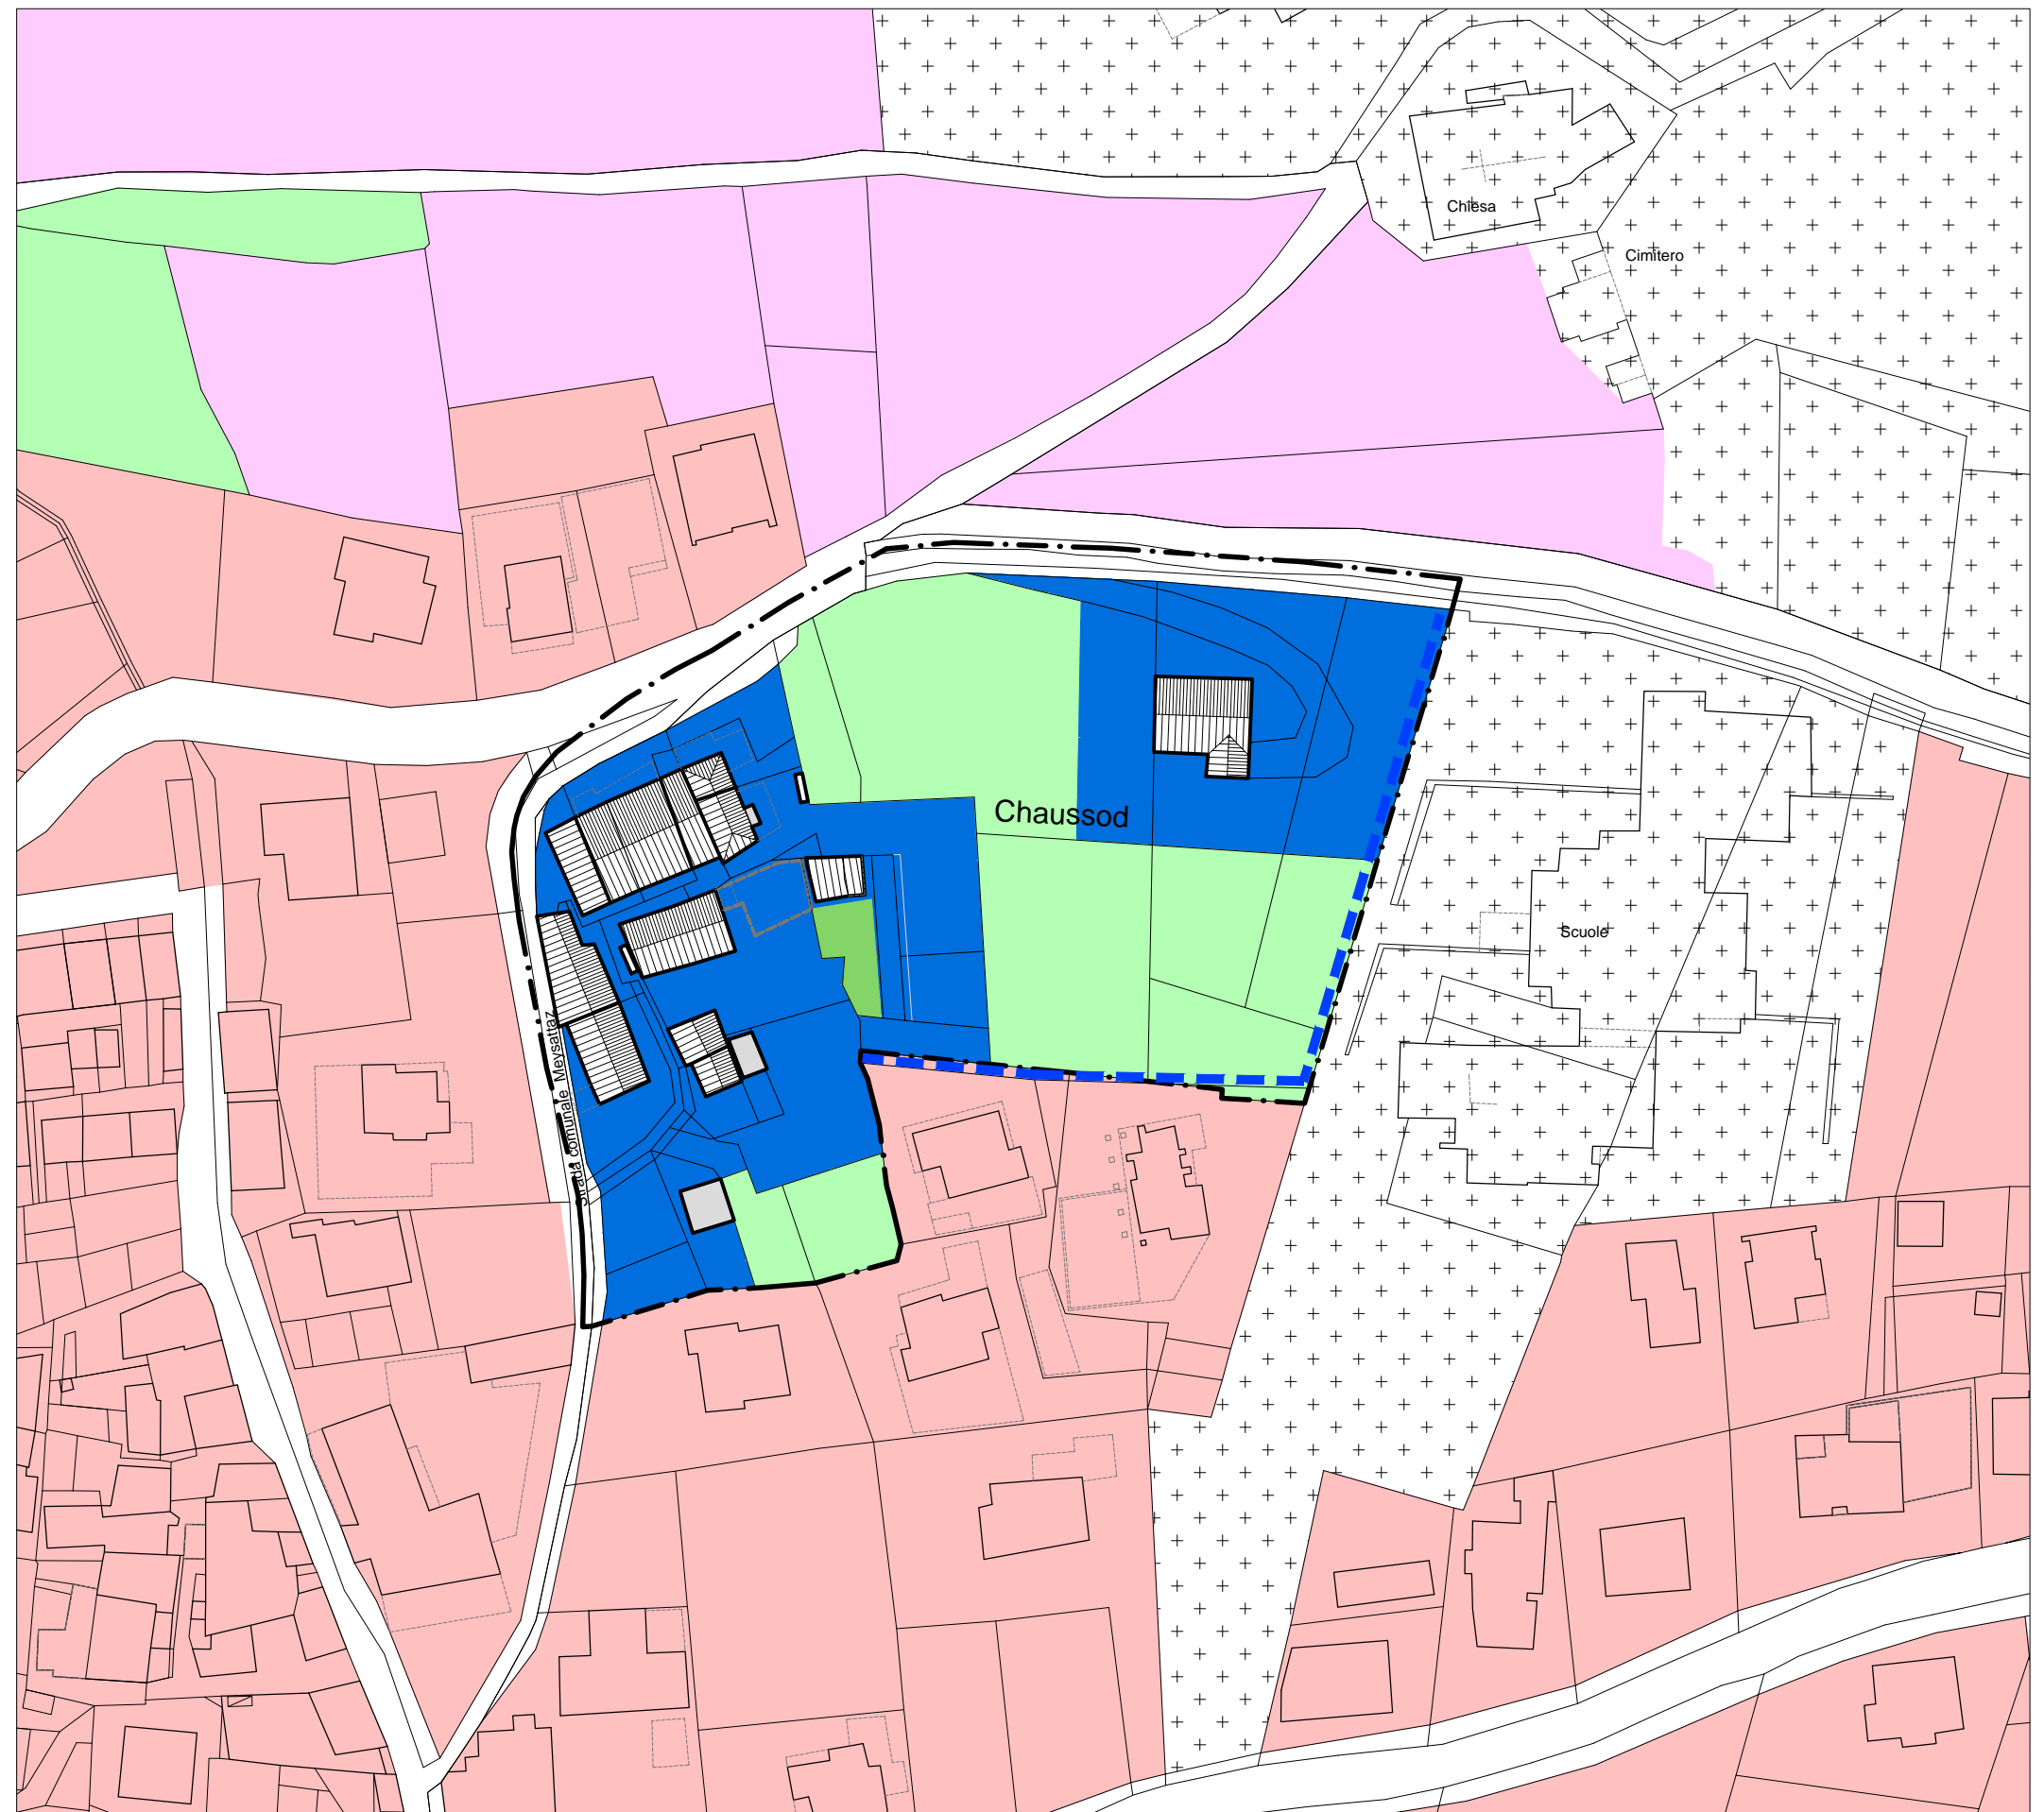 Chiesa
Cimitero
Chaussod
Scuole
Strada comunale Meysattaz